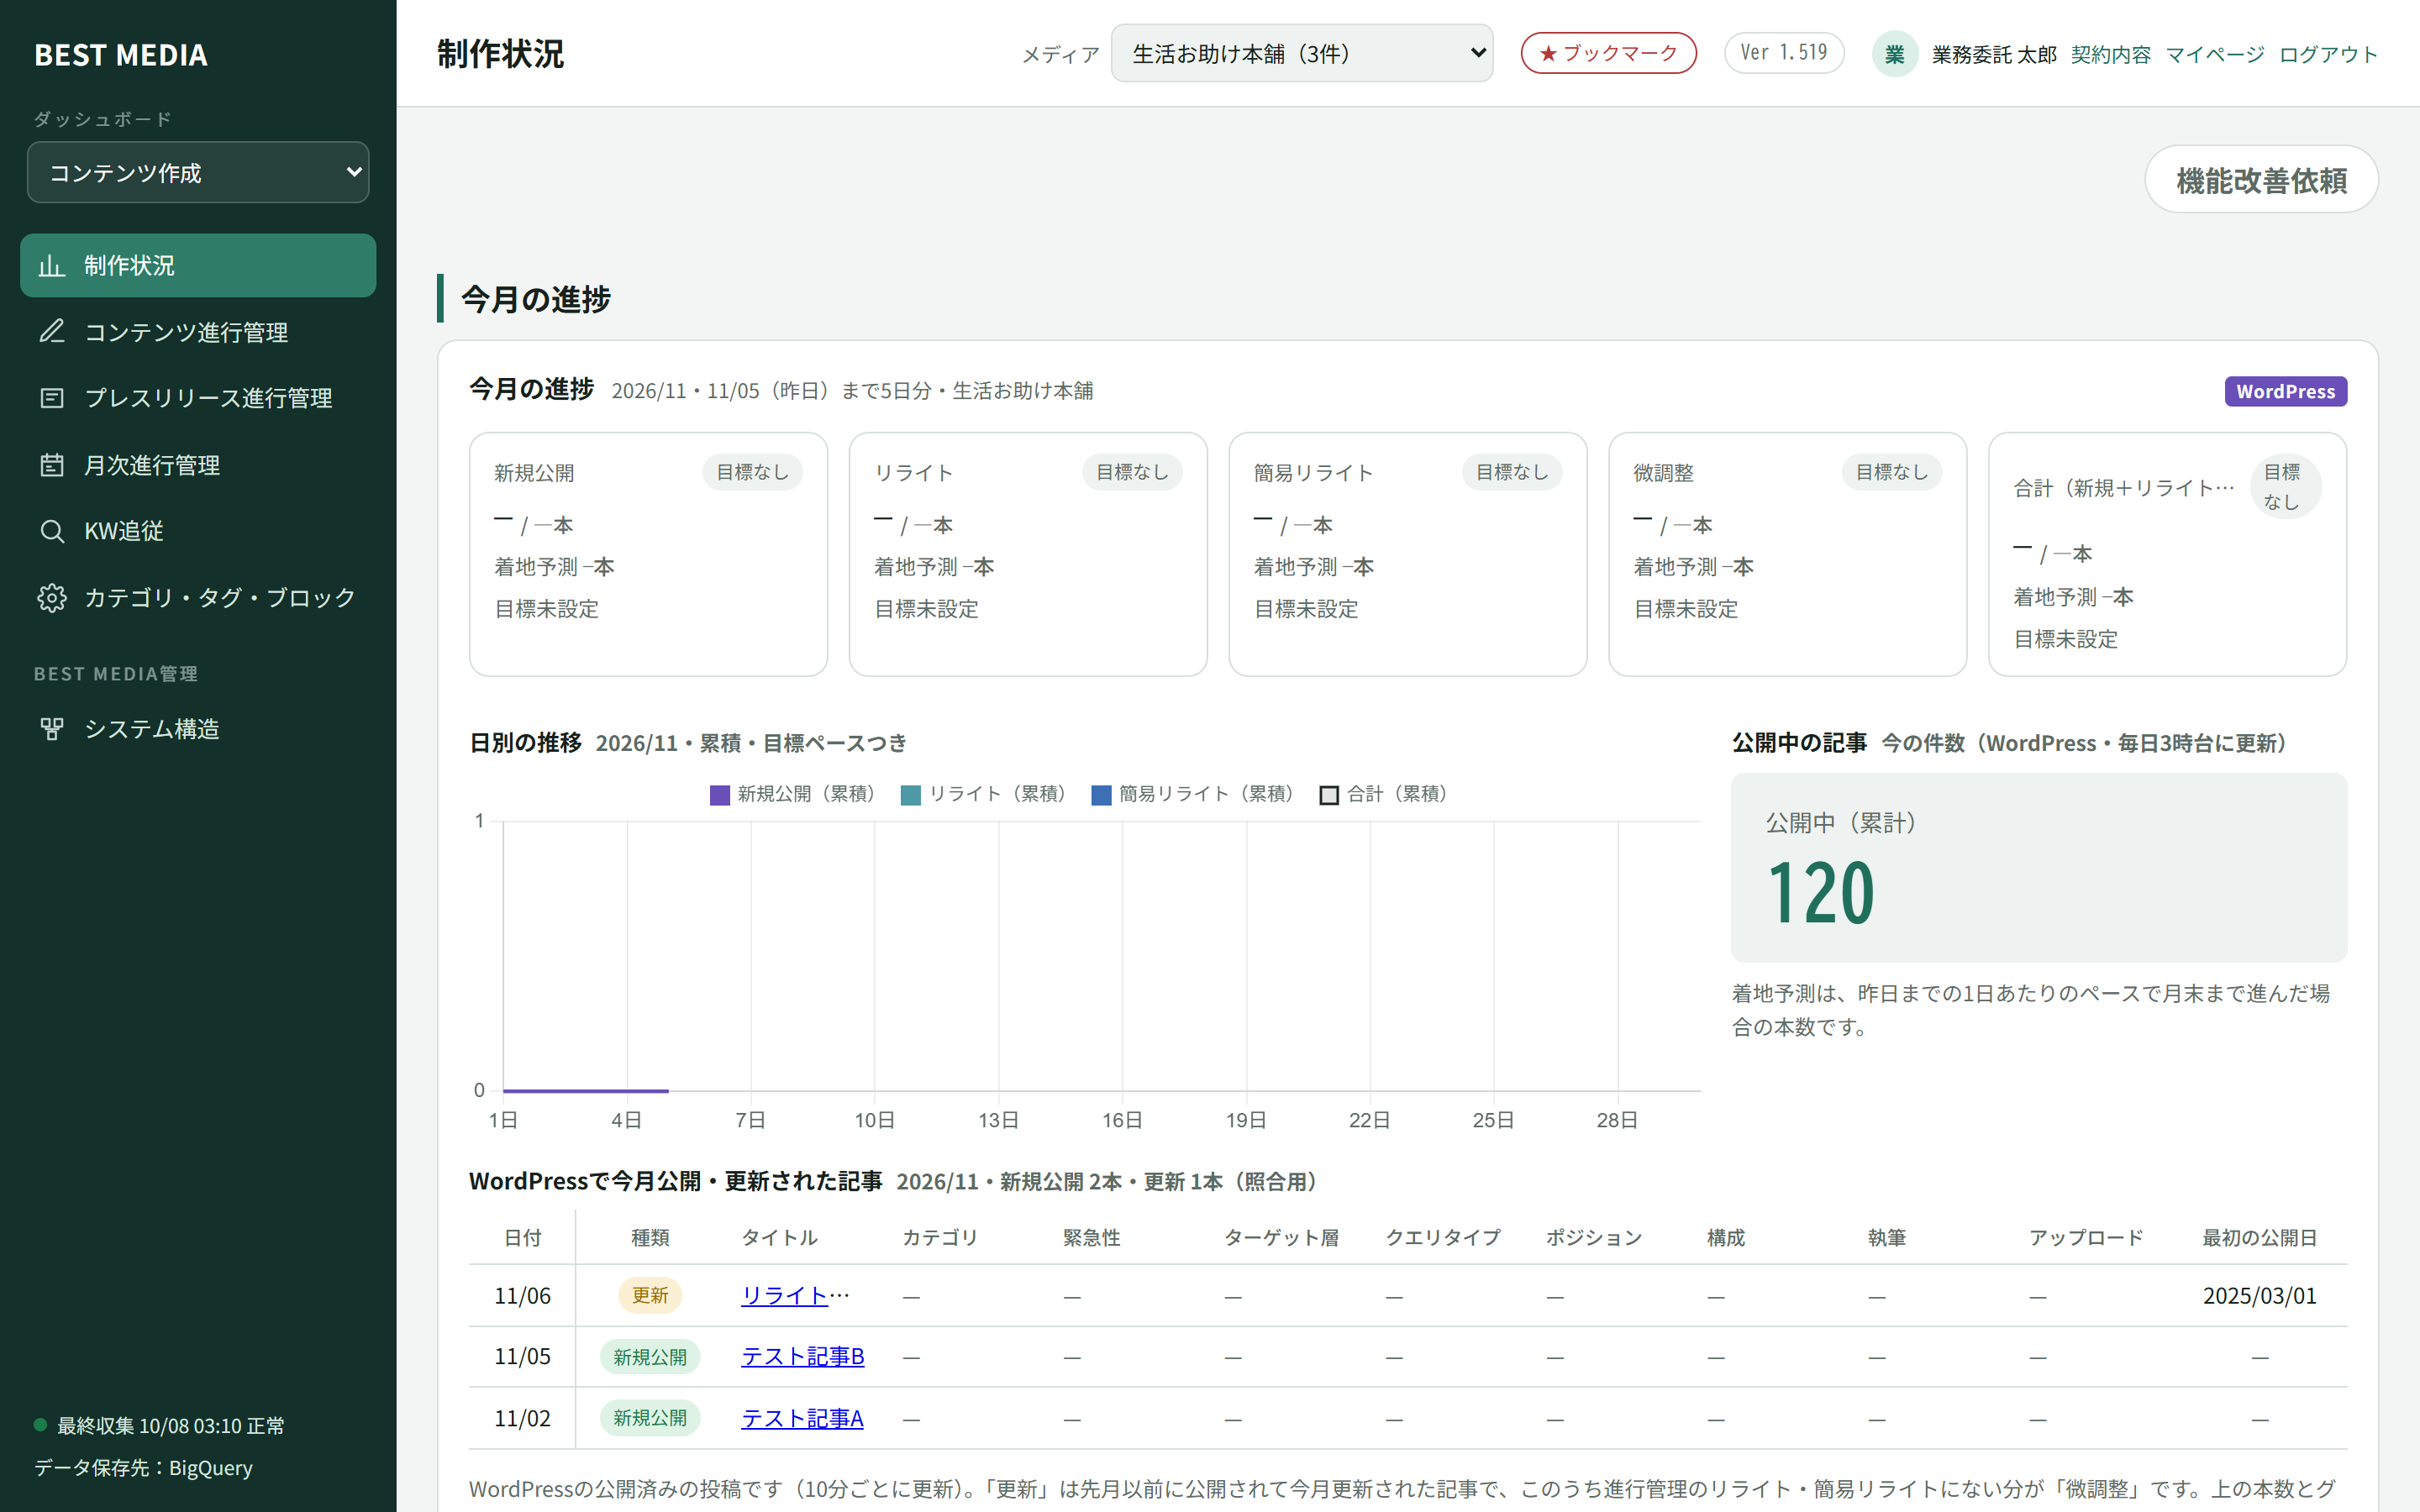 BEST MEDIA
ダッシュボード
コンテンツ作成
制作状況
コンテンツ進行管理
プレスリリース進行管理
月次進行管理
KW追従
カテゴリ・タグ・ブロック
BEST MEDIA管理
システム構造
最終収集 10/08 03:10 正常
データ保存先：BigQuery
制作状況
メディア 生活お助け本舗（3件） ★ ブックマーク Ver 1.519 業 業務委託 太郎 契約内容 マイページ ログアウト
機能改善依頼
今月の進捗
今月の進捗 2026/11・11/05（昨日）まで5日分・生活お助け本舗 WordPress
新規公開 目標なし
— / —本
着地予測 –本
目標未設定
リライト 目標なし
— / —本
着地予測 –本
目標未設定
簡易リライト 目標なし
— / —本
着地予測 –本
目標未設定
微調整 目標なし
— / —本
着地予測 –本
目標未設定
合計（新規＋リライト… 目標なし
— / —本
着地予測 –本
目標未設定
日別の推移 2026/11・累積・目標ペースつき
新規公開（累積） リライト（累積） 簡易リライト（累積） 合計（累積）
1
0
1日 4日 7日 10日 13日 16日 19日 22日 25日 28日
公開中の記事 今の件数（WordPress・毎日3時台に更新）
公開中（累計）
120
着地予測は、昨日までの1日あたりのペースで月末まで進んだ場
合の本数です。
WordPressで今月公開・更新された記事 2026/11・新規公開 2本・更新 1本（照合用）
日付 種類 タイトル カテゴリ 緊急性 ターゲット層 クエリタイプ ポジション 構成 執筆 アップロード 最初の公開日
11/06 更新 リライト… — — — — — — — — 2025/03/01
11/05 新規公開 テスト記事B — — — — — — — — —
11/02 新規公開 テスト記事A — — — — — — — — —
WordPressの公開済みの投稿です（10分ごとに更新）。「更新」は先月以前に公開されて今月更新された記事で、このうち進行管理のリライト・簡易リライトにない分が「微調整」です。上の本数とグ